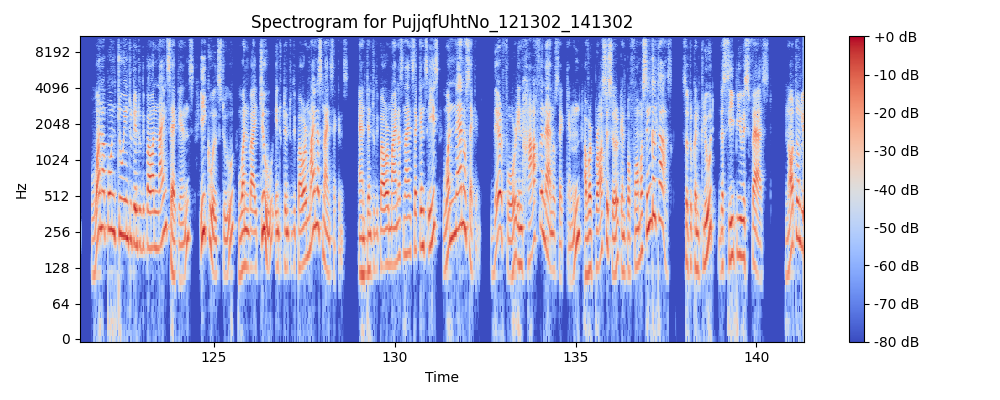 Spectrogram for PujjqfUhtNo_121302_141302
8192
4096
2048
1024
512
256
128
64
0
Hz
125
130
135
140
Time
+0 dB
-10 dB
-20 dB
-30 dB
-40 dB
-50 dB
-60 dB
-70 dB
-80 dB